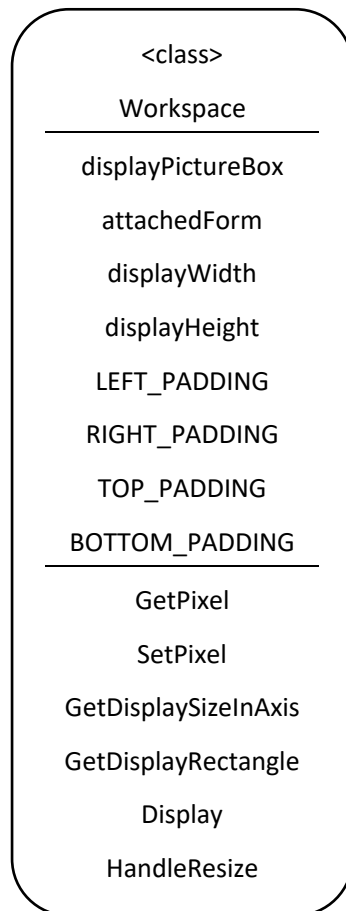 <class>
Workspace
displayPictureBox
attachedForm
displayWidth
displayHeight
LEFT_PADDING
RIGHT_PADDING
TOP_PADDING
BOTTOM_PADDING
GetPixel
SetPixel
GetDisplaySizeInAxis
GetDisplayRectangle
Display
HandleResize